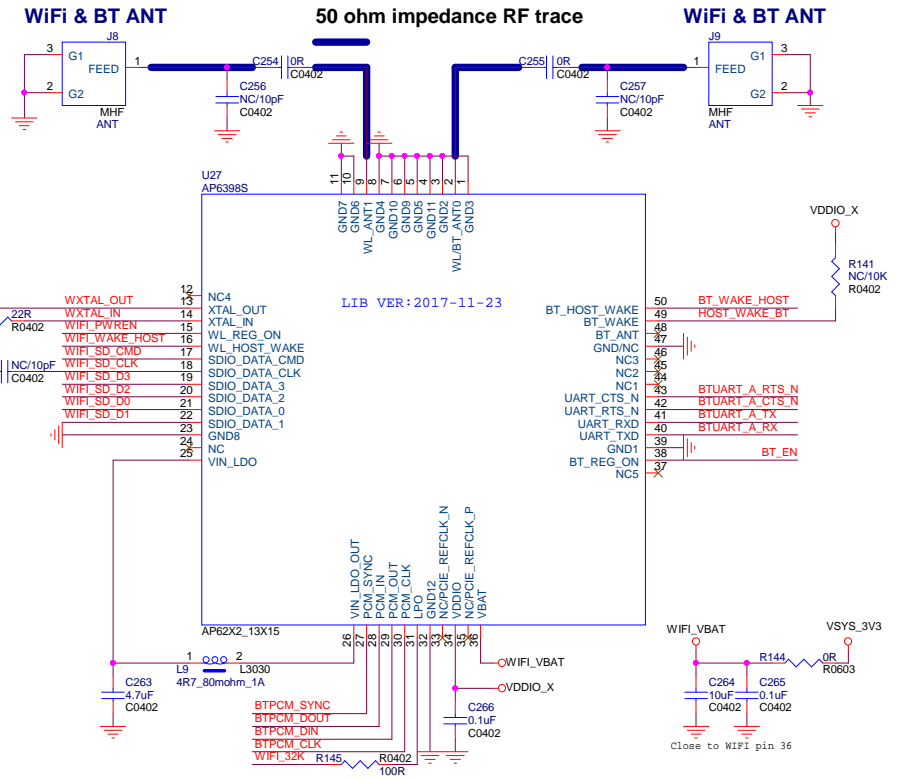 WiFi & BT ANT
50 ohm impedance RF trace
WiFi & BT ANT
J8
3
G1
FEED
1
2
G2
MHF
ANT
C254
0R
C0402
C256
NC/10pF
C0402
C255
0R
C0402
C257
NC/10pF
C0402
J9
1
FEED
G1
3
G2
2
MHF
ANT
U27
AP6398S
11
10
9
8
7
6
5
4
3
2
1
GND7
GND6
WL_ANT1
GND4
GND10
GND9
GND5
GND11
GND2
WL/BT_ANT0
GND3
LIB VER:2017-11-23
VDDIO_X
R141
NC/10K
R0402
22R
R0402
NC/10pF
C0402
12
NC4
WXTAL_OUT
13
XTAL_OUT
WXTAL_IN
14
XTAL_IN
WIFI_PWREN
15
WL_REG_ON
WIFI_WAKE_HOST
16
WL_HOST_WAKE
WIFI_SD_CMD
17
SDIO_DATA_CMD
WIFI_SD_CLK
18
SDIO_DATA_CLK
WIFI_SD_D3
19
SDIO_DATA_3
WIFI_SD_D2
20
SDIO_DATA_2
WIFI_SD_D0
21
SDIO_DATA_0
WIFI_SD_D1
22
SDIO_DATA_1
23
GND8
24
NC
25
VIN_LDO
BT_HOST_WAKE
50
BT_WAKE_HOST
BT_WAKE
49
HOST_WAKE_BT
BT_ANT
48
GND/NC
47
NC3
46
NC2
45
NC1
44
UART_CTS_N
43
BTUART_A_RTS_N
UART_RTS_N
42
BTUART_A_CTS_N
UART_RXD
41
BTUART_A_TX
UART_TXD
40
BTUART_A_RX
GND1
39
BT_REG_ON
38
BT_EN
NC5
37
VIN_LDO_OUT
PCM_SYNC
PCM_IN
PCM_OUT
PCM_CLK
LPO
GND12
NC/PCIE_REFCLK_N
VDDIO
NC/PCIE_REFCLK_P
VBAT
AP62X2_13X15
26
27
28
29
30
31
32
33
34
35
36
1
2
L9
L3030
4R7_80mohm_1A
C263
4.7uF
C0402
WIFI_VBAT
VDDIO_X
C266
0.1uF
C0402
BTPCM_SYNC
BTPCM_DOUT
BTPCM_DIN
BTPCM_CLK
WIFI_32K
R145
R0402
100R
WIFI_VBAT
VSYS_3V3
R144
0R
R0603
C264
10uF
C0402
C265
0.1uF
C0402
Close to WIFI pin 36